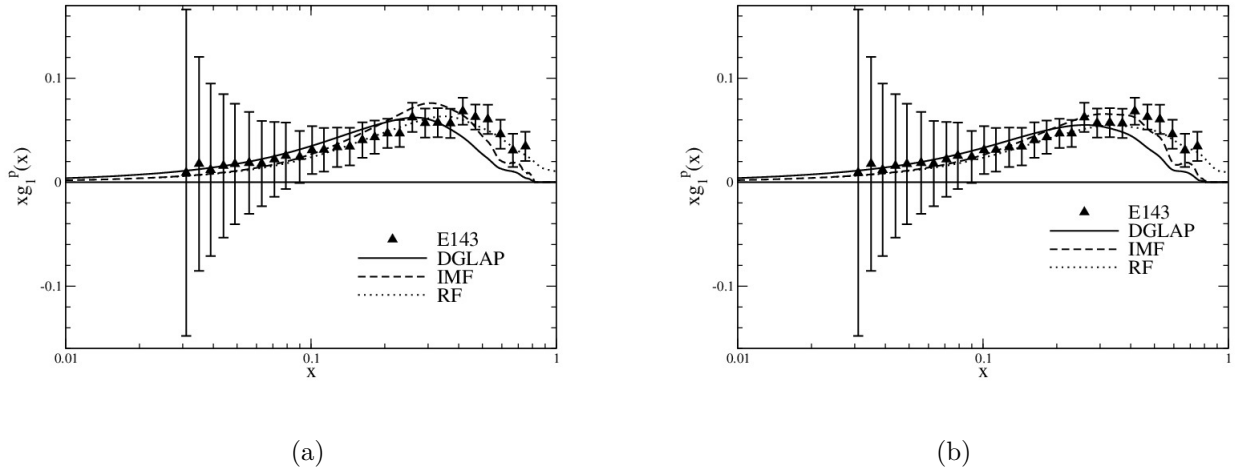 0.1
0
-0.1
xg₁ᵖ(x)
0.01
0.1
1
x
E143
DGLAP
IMF
RF
(a)
0.1
0
-0.1
xg₁ᵖ(x)
0.01
0.1
1
x
E143
DGLAP
IMF
RF
(b)